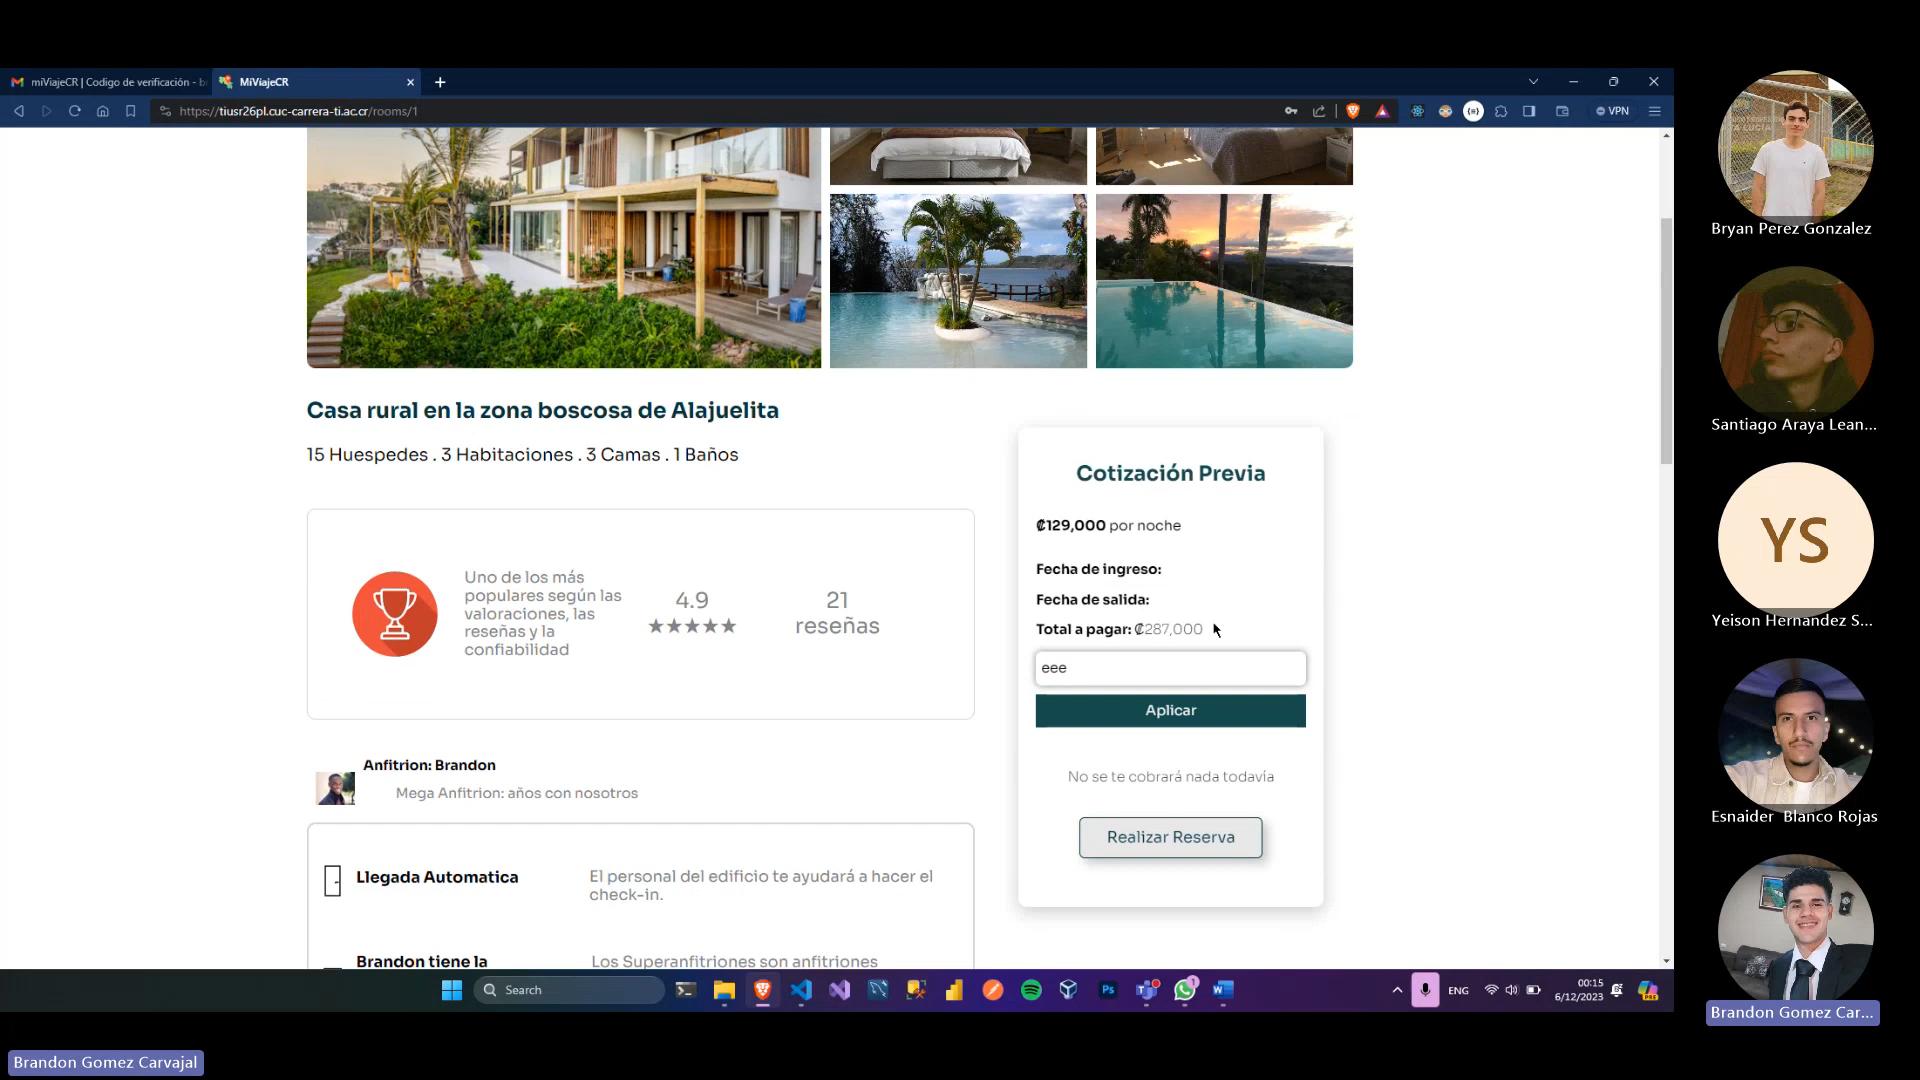 miViajeCR | Codigo de verificación - b
MiViajeCR
https://tiusr26pl.cuc-carrera-ti.ac.cr/rooms/1
VPN
Casa rural en la zona boscosa de Alajuelita
15 Huespedes . 3 Habitaciones . 3 Camas . 1 Baños
Uno de los más
populares según las
valoraciones, las
reseñas y la
confiabilidad
4.9
★★★★★
21
reseñas
Anfitrion: Brandon
Mega Anfitrion: años con nosotros
Llegada Automatica
El personal del edificio te ayudará a hacer el
check-in.
Brandon tiene la
Los Superanfitriones son anfitriones
Cotización Previa
₡129,000 por noche
Fecha de ingreso:
Fecha de salida:
Total a pagar: ₡287,000
eee
Aplicar
No se te cobrará nada todavía
Realizar Reserva
Search
Ps
1
ENG
00:15
6/12/2023
PRE
Bryan Perez Gonzalez
Santiago Araya Lean...
YS
Yeison Hernandez S...
Esnaider Blanco Rojas
Brandon Gomez Car...
Brandon Gomez Carvajal